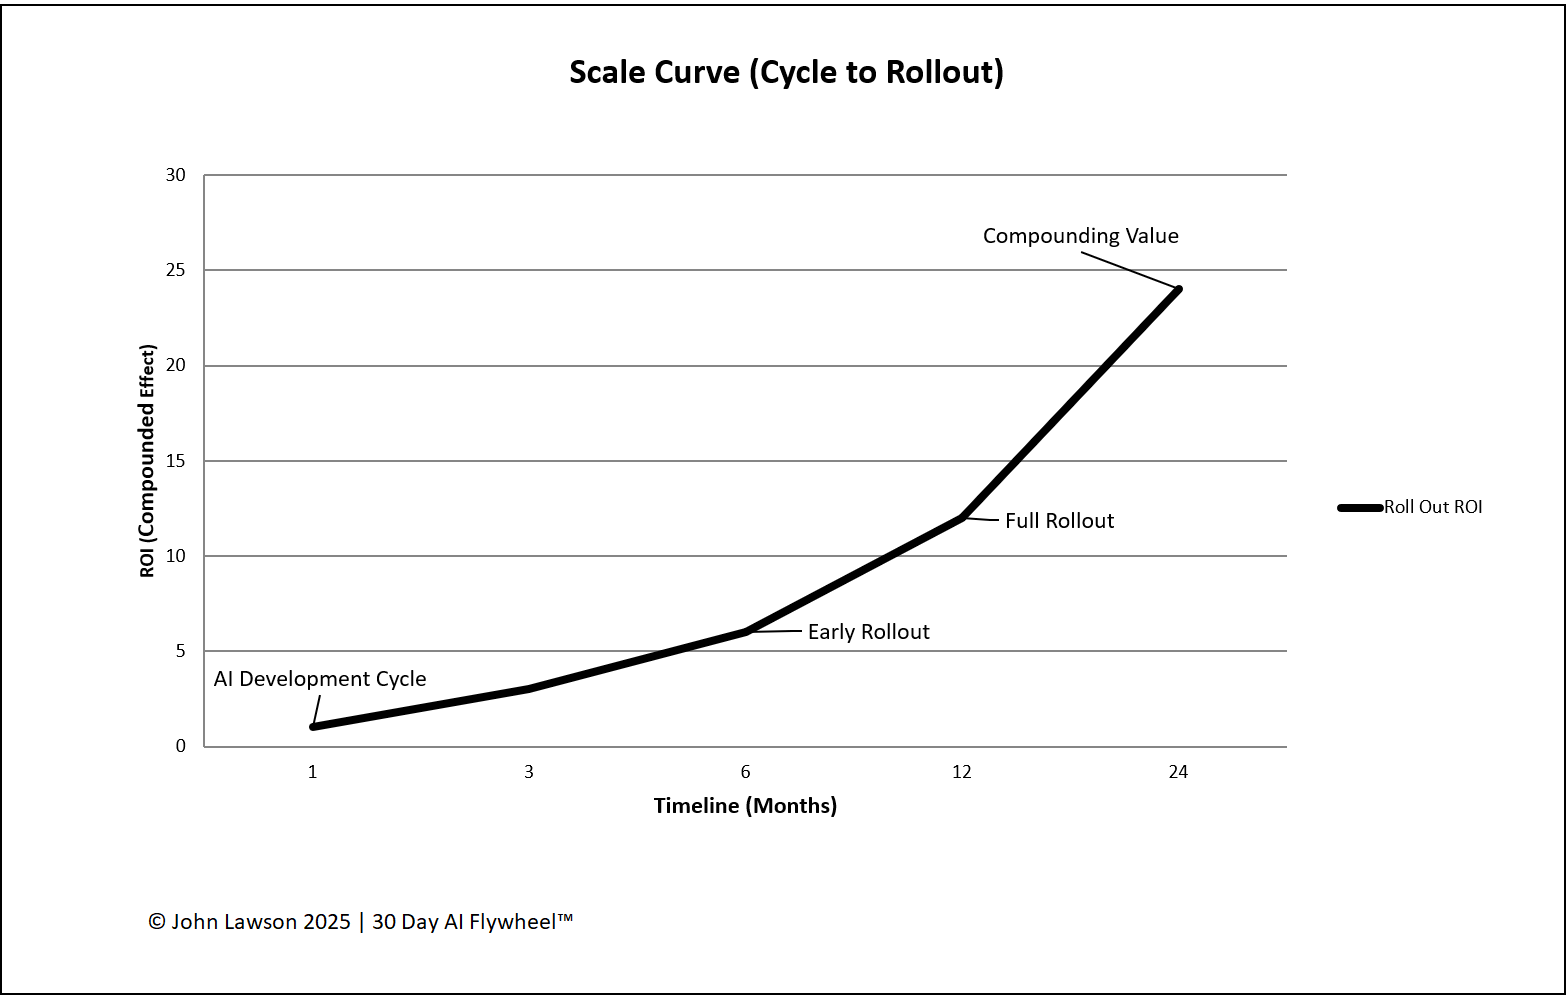 Scale Curve (Cycle to Rollout)
30
25
20
15
10
5
0
ROI (Compounded Effect)
Compounding Value
Full Rollout
Early Rollout
AI Development Cycle
Roll Out ROI
1 3 6 12 24
Timeline (Months)
© John Lawson 2025 | 30 Day AI Flywheel™